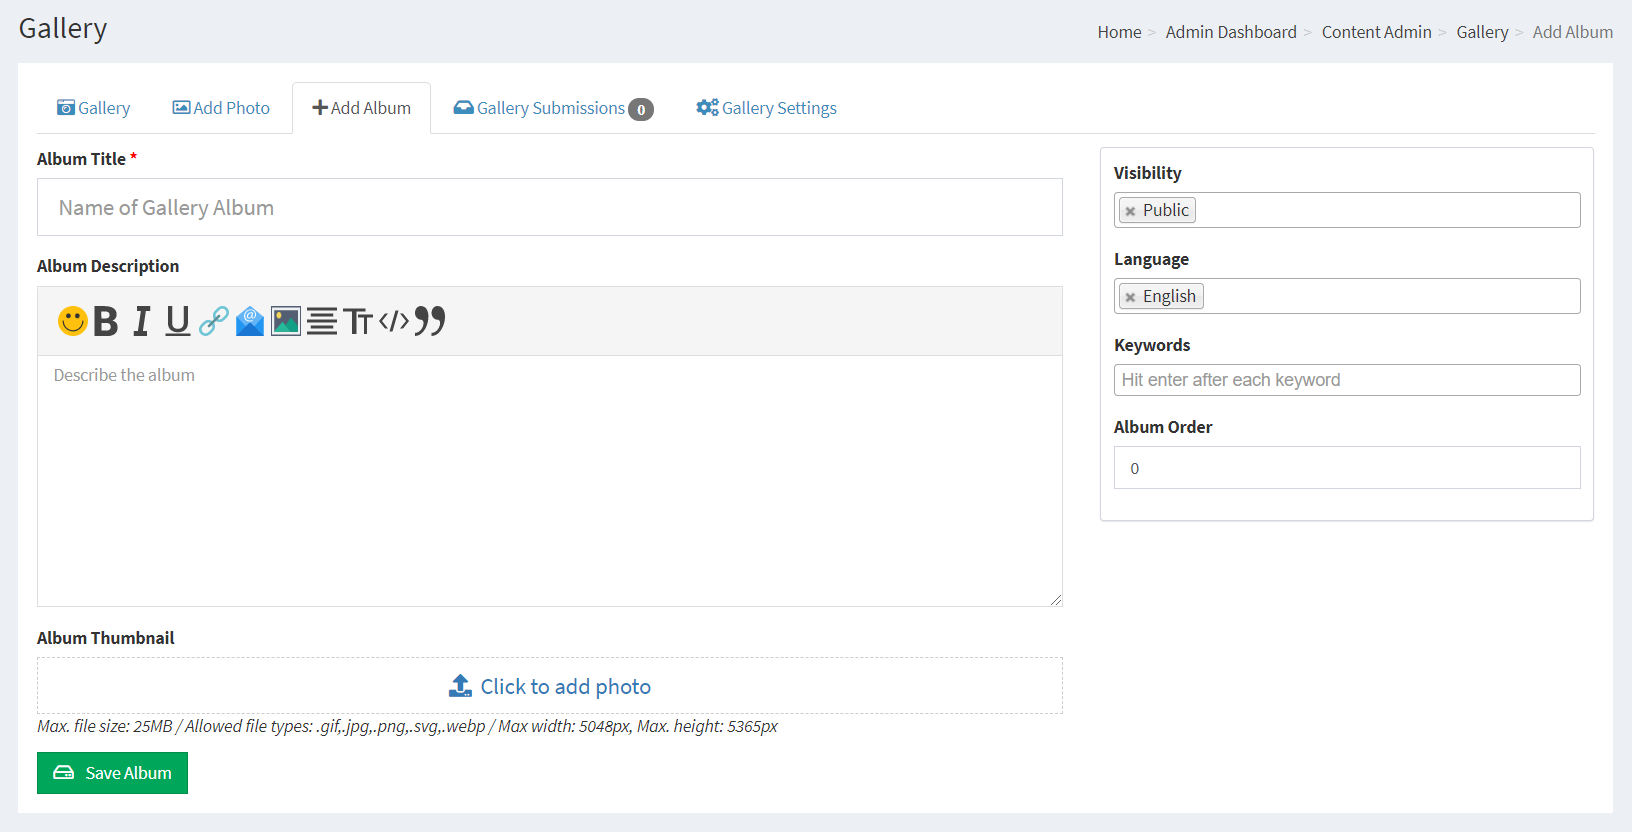 Gallery
Home > Admin Dashboard > Content Admin > Gallery > Add Album
Gallery
Add Photo
Add Album
Gallery Submissions 0
Gallery Settings
Album Title *
Name of Gallery Album
Album Description
B I U @ TT </>
Describe the album
Album Thumbnail
Click to add photo
Max. file size: 25MB / Allowed file types: .gif,.jpg,.png,.svg,.webp / Max width: 5048px, Max. height: 5365px
Save Album
Visibility
× Public
Language
× English
Keywords
Hit enter after each keyword
Album Order
0